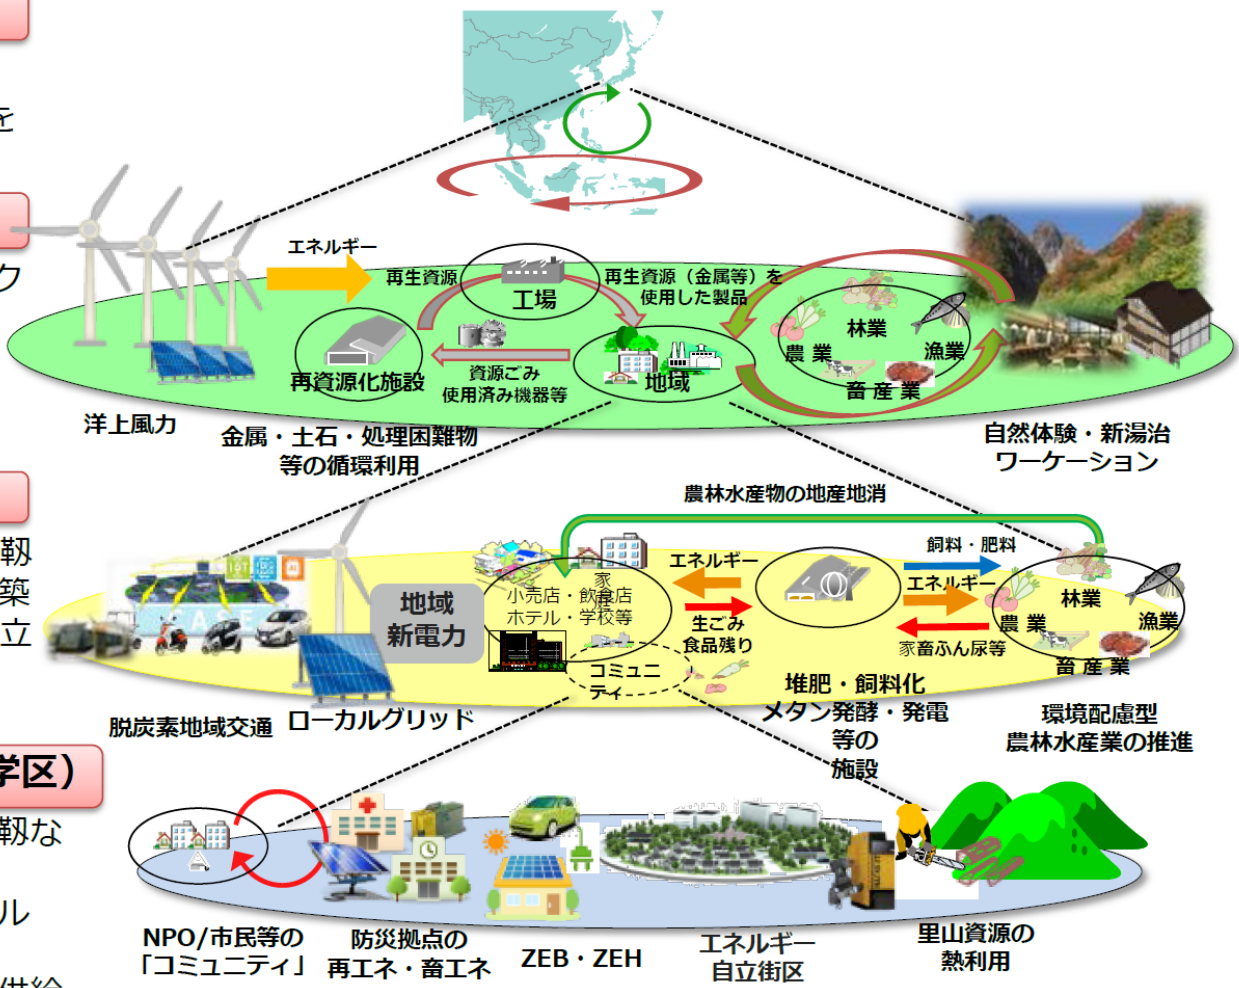 を
ク
エネルギー
再生資源
工場
再生資源（金属等）を
使用した製品
林業
農 業
漁業
畜 産 業
再資源化施設
資源ごみ
使用済み機器等
地域
洋上風力
金属・土石・処理困難物
等の循環利用
自然体験・新湯治
ワーケーション
農林水産物の地産地消
靱
築
立
IoT
AI
地域
新電力
家
小売店・飲食店
ホテル・学校等
コミュニ
ティ
エネルギー
生ごみ
食品残り
飼料・肥料
エネルギー
家畜ふん尿等
林業
農 業
漁業
畜 産 業
脱炭素地域交通
ローカルグリッド
堆肥・飼料化
メタン発酵・発電
等の
施設
環境配慮型
農林水産業の推進
学区）
靱な
ル
供給
NPO/市民等の
「コミュニティ」
防災拠点の
再エネ・畜エネ
ZEB・ZEH
エネルギー
自立街区
里山資源の
熱利用